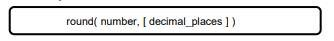 round( number, [ decimal_places ] )